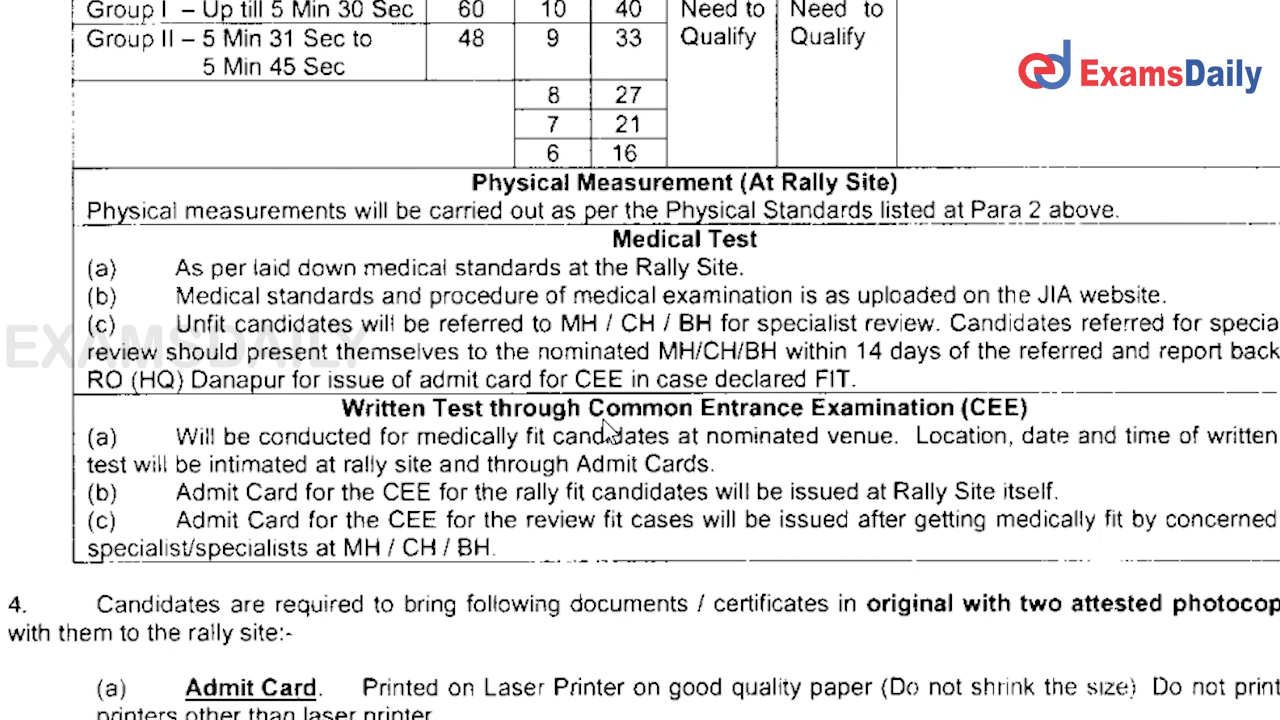 Group I – Up till 5 Min 30 Sec 60 10 40 Need to Need to
Group II – 5 Min 31 Sec to 48 9 33 Qualify Qualify
5 Min 45 Sec
ed ExamsDaily
8 27
7 21
6 16
Physical Measurement (At Rally Site)
Physical measurements will be carried out as per the Physical Standards listed at Para 2 above.
Medical Test
(a) As per laid down medical standards at the Rally Site.
(b) Medical standards and procedure of medical examination is as uploaded on the JIA website.
(c) Unfit candidates will be referred to MH / CH / BH for specialist review. Candidates referred for specia
EXAMSDAILY
review should present themselves to the nominated MH/CH/BH within 14 days of the referred and report back
RO (HQ) Danapur for issue of admit card for CEE in case declared FIT.
Written Test through Common Entrance Examination (CEE)
(a) Will be conducted for medically fit candidates at nominated venue. Location, date and time of written
test will be intimated at rally site and through Admit Cards.
(b) Admit Card for the CEE for the rally fit candidates will be issued at Rally Site itself.
(c) Admit Card for the CEE for the review fit cases will be issued after getting medically fit by concerned
specialist/specialists at MH / CH / BH.
4. Candidates are required to bring following documents / certificates in original with two attested photocop
with them to the rally site:-
(a) Admit Card. Printed on Laser Printer on good quality paper (Do not shrink the size) Do not print
printers other than laser printer